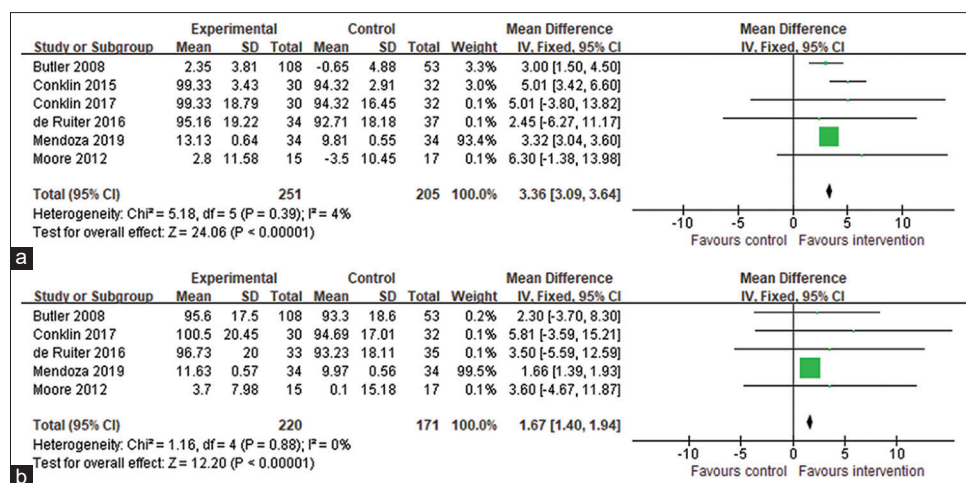 Experimental Control Mean Difference Mean Difference
Study or Subgroup Mean SD Total Mean SD Total Weight IV, Fixed, 95% CI IV, Fixed, 95% CI
Butler 2008 2.35 3.81 108 -0.65 4.88 53 3.3% 3.00 [1.50, 4.50]
Conklin 2015 99.33 3.43 30 94.32 2.91 32 3.0% 5.01 [3.42, 6.60]
Conklin 2017 99.33 18.79 30 94.32 16.45 32 0.1% 5.01 [-3.80, 13.82]
de Ruiter 2016 95.16 19.22 34 92.71 18.18 37 0.1% 2.45 [-6.27, 11.17]
Mendoza 2019 13.13 0.64 34 9.81 0.55 34 93.4% 3.32 [3.04, 3.60]
Moore 2012 2.8 11.58 15 -3.5 10.45 17 0.1% 6.30 [-1.38, 13.98]
Total (95% CI) 251 205 100.0% 3.36 [3.09, 3.64]
Heterogeneity: Chi² = 5.18, df = 5 (P = 0.39); I² = 4%
Test for overall effect: Z = 24.06 (P < 0.00001)
-10 -5 0 5 10
Favours control Favours intervention
a
Experimental Control Mean Difference Mean Difference
Study or Subgroup Mean SD Total Mean SD Total Weight IV, Fixed, 95% CI IV, Fixed, 95% CI
Butler 2008 95.6 17.5 108 93.3 18.6 53 0.2% 2.30 [-3.70, 8.30]
Conklin 2017 100.5 20.45 30 94.69 17.01 32 0.1% 5.81 [-3.59, 15.21]
de Ruiter 2016 96.73 20 33 93.23 18.11 35 0.1% 3.50 [-5.59, 12.59]
Mendoza 2019 11.63 0.57 34 9.97 0.56 34 99.5% 1.66 [1.39, 1.93]
Moore 2012 3.7 7.98 15 0.1 15.18 17 0.1% 3.60 [-4.67, 11.87]
Total (95% CI) 220 171 100.0% 1.67 [1.40, 1.94]
Heterogeneity: Chi² = 1.16, df = 4 (P = 0.88); I² = 0%
Test for overall effect: Z = 12.20 (P < 0.00001)
-10 -5 0 5 10
Favours control Favours intervention
b